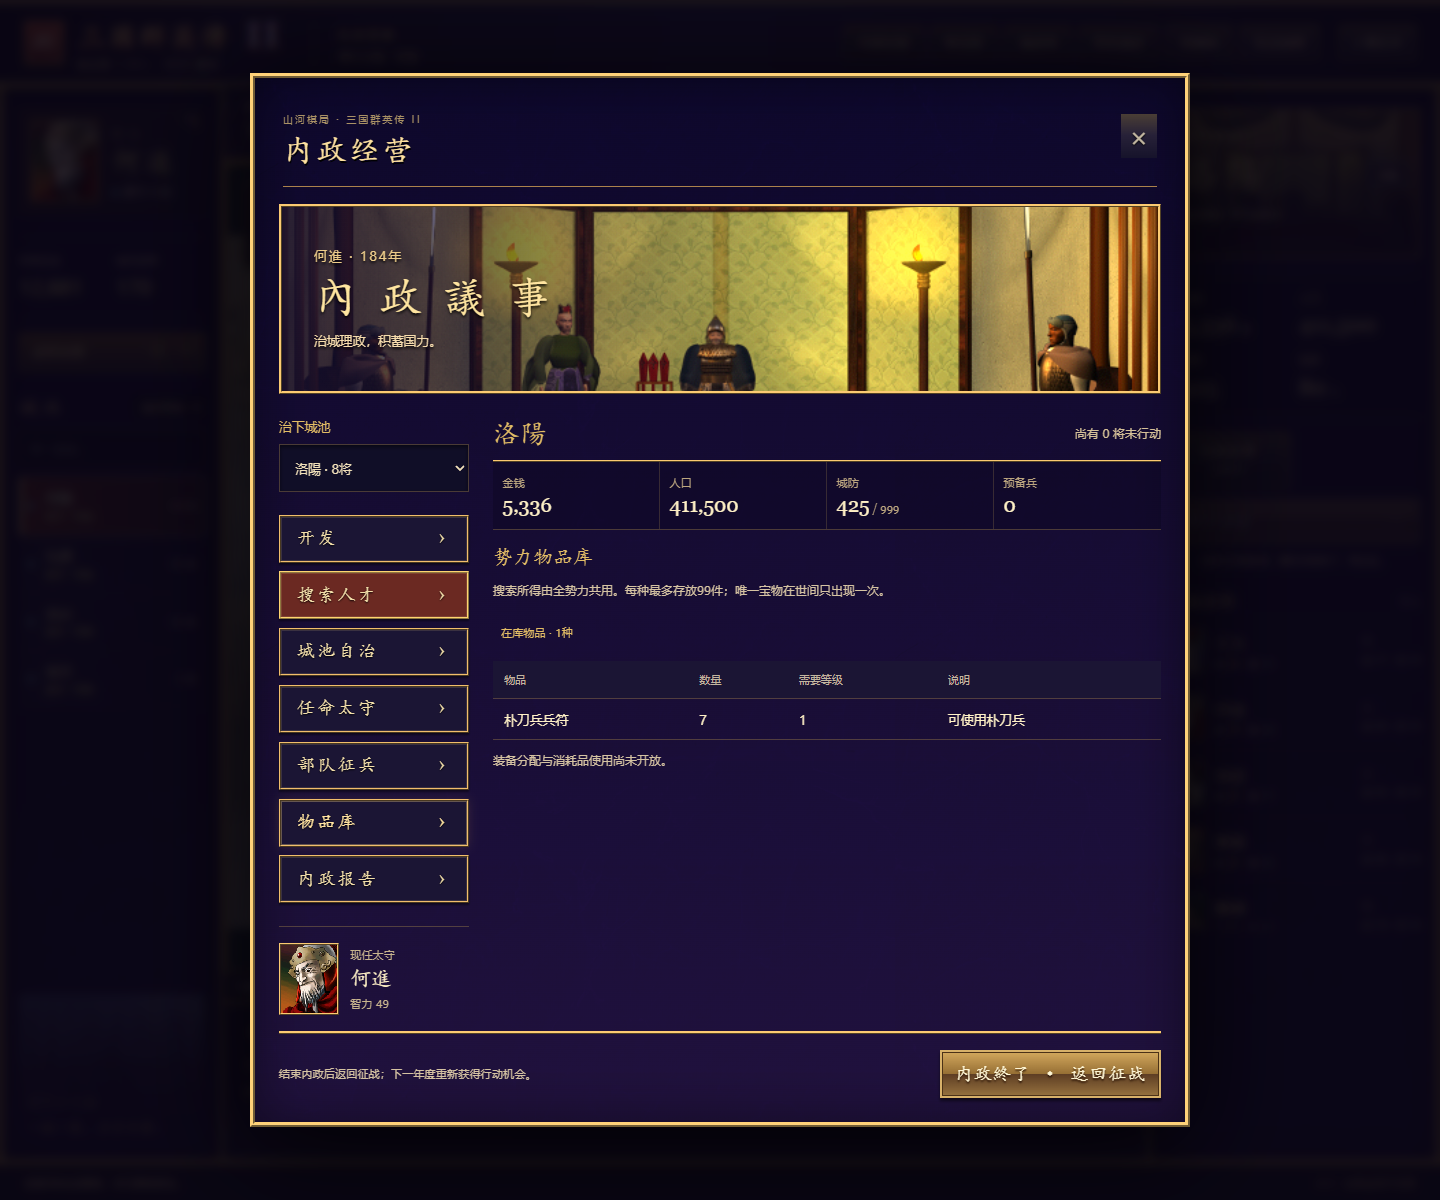 山河棋局 · 三国群英传 II
内政经营
×
何進 · 184年
內政議事
治城理政，积蓄国力。
治下城池
洛陽 · 8将
开发 ›
搜索人才 ›
城池自治 ›
任命太守 ›
部队征兵 ›
物品库 ›
内政报告 ›
现任太守
何進
智力 49
洛陽
尚有 0 将未行动
金钱 人口 城防 预备兵
5,336 411,500 425 / 999 0
势力物品库
搜索所得由全势力共用。每种最多存放99件；唯一宝物在世间只出现一次。
在库物品 · 1种
物品 数量 需要等级 说明
朴刀兵兵符 7 1 可使用朴刀兵
装备分配与消耗品使用尚未开放。
结束内政后返回征战；下一年度重新获得行动机会。
内政终了 • 返回征战